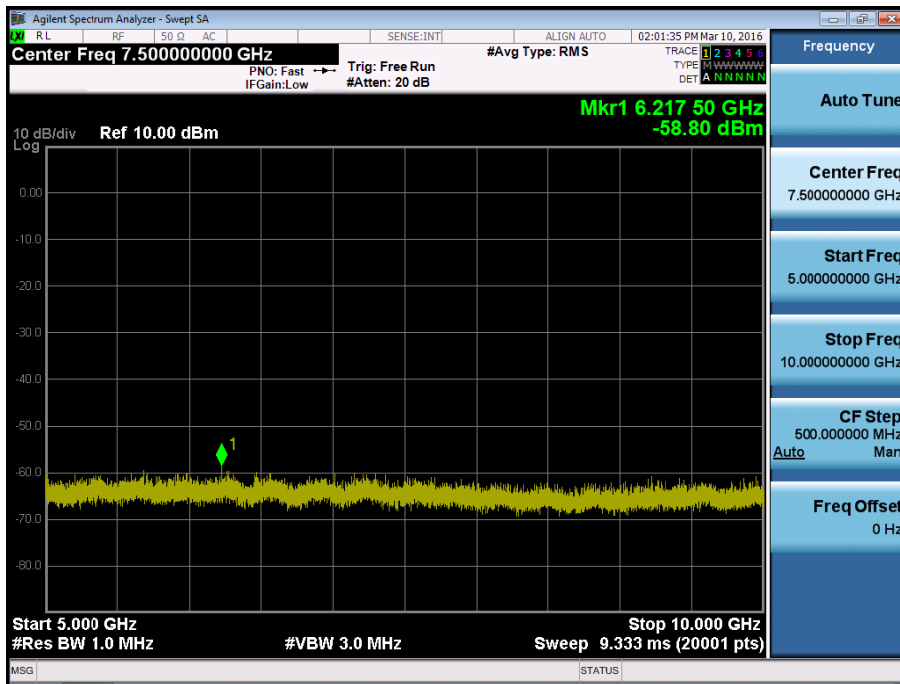 Agilent Spectrum Analyzer - Swept SA
LXI RL RF 50 Ω AC SENSE:INT ALIGN AUTO 02:01:35 PM Mar 10, 2016
Center Freq 7.500000000 GHz
PNO: Fast
IFGain:Low
Trig: Free Run
#Atten: 20 dB
#Avg Type: RMS
TRACE 1 2 3 4 5 6
TYPE M WWWWW
DET A N N N N N
Mkr1 6.217 50 GHz
-58.80 dBm
10 dB/div Ref 10.00 dBm
Log
0.00
-10.0
-20.0
-30.0
-40.0
-50.0
-60.0
-70.0
-80.0
1
Start 5.000 GHz Stop 10.000 GHz
#Res BW 1.0 MHz #VBW 3.0 MHz Sweep 9.333 ms (20001 pts)
MSG STATUS
Frequency
Auto Tune
Center Freq
7.500000000 GHz
Start Freq
5.000000000 GHz
Stop Freq
10.000000000 GHz
CF Step
500.000000 MHz
Auto Man
Freq Offset
0 Hz